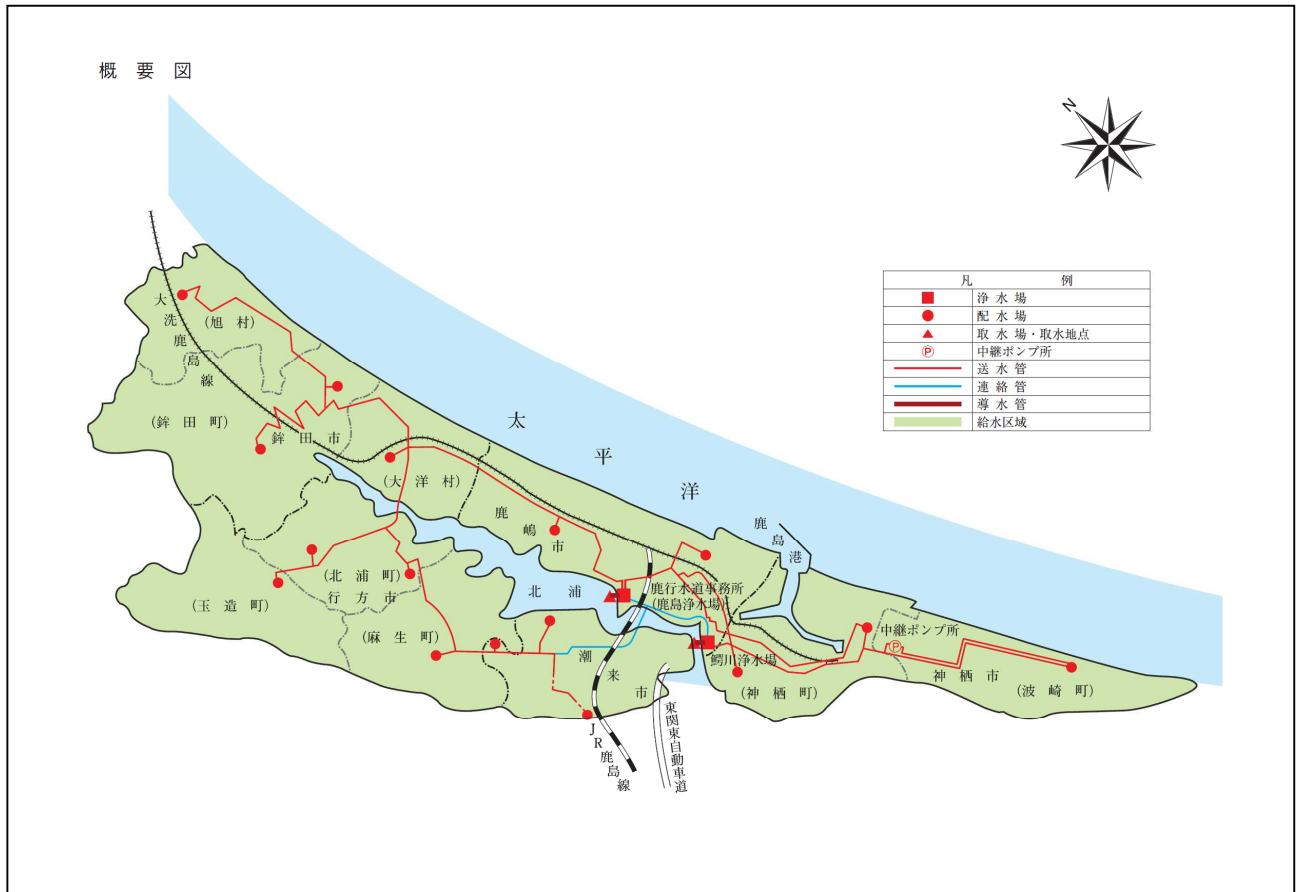 概要図
N
凡例
浄水場
配水場
取水場・取水地点
Ⓟ 中継ポンプ所
送水管
連絡管
導水管
給水区域
大洗鹿島線
(旭村)
(鉾田町)
鉾田市
(大洋村)
太平洋
鹿嶋市
鹿島港
北浦
鹿行水道事務所
(鹿島浄水場)
(北浦町)
行方市
(玉造町)
(麻生町)
潮来市
鰐川浄水場
(神栖町)
中継ポンプ所
Ⓟ
神栖市
(波崎町)
JR鹿島線
東関東自動車道